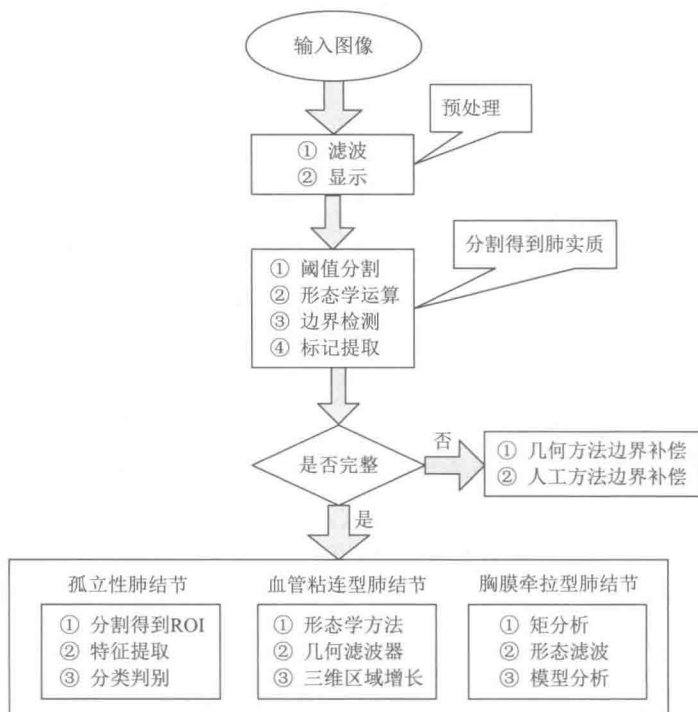 输入图像
预处理
① 滤波
② 显示
分割得到肺实质
① 阈值分割
② 形态学运算
③ 边界检测
④ 标记提取
是否完整
否
① 几何方法边界补偿
② 人工方法边界补偿
是
孤立性肺结节
① 分割得到ROI
② 特征提取
③ 分类判别
血管粘连型肺结节
① 形态学方法
② 几何滤波器
③ 三维区域增长
胸膜牵拉型肺结节
① 矩分析
② 形态滤波
③ 模型分析